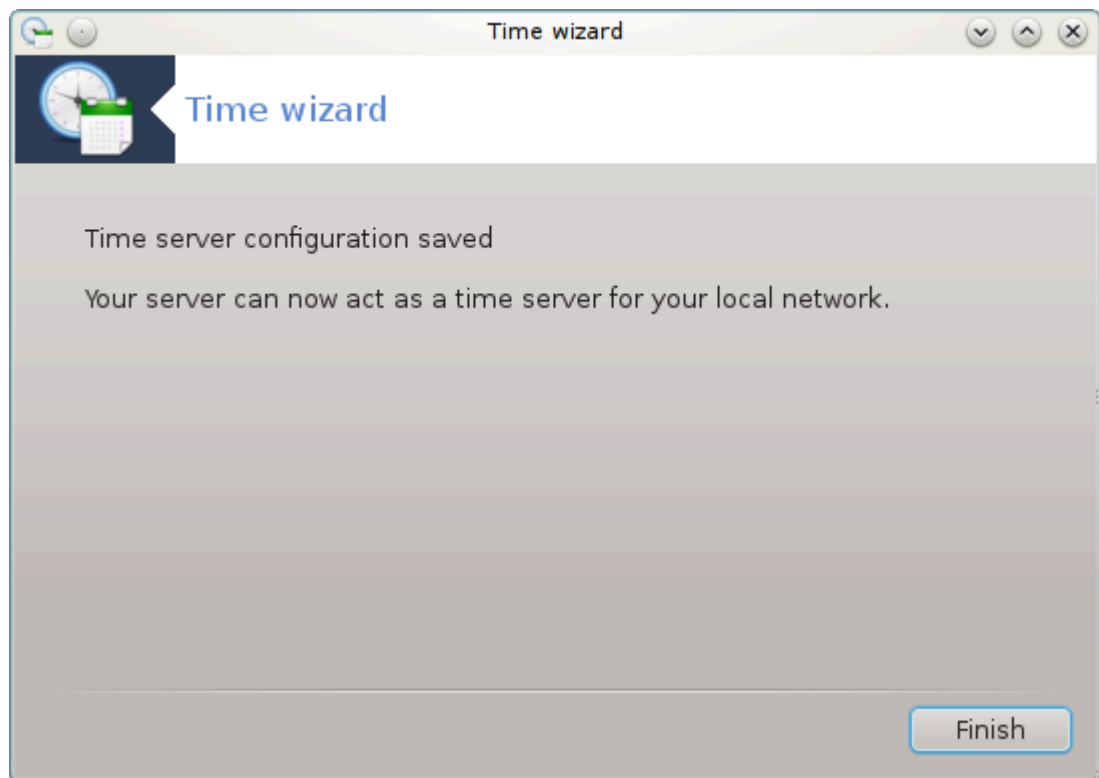 Time wizard
Time wizard
Time server configuration saved
Your server can now act as a time server for your local network.
Finish